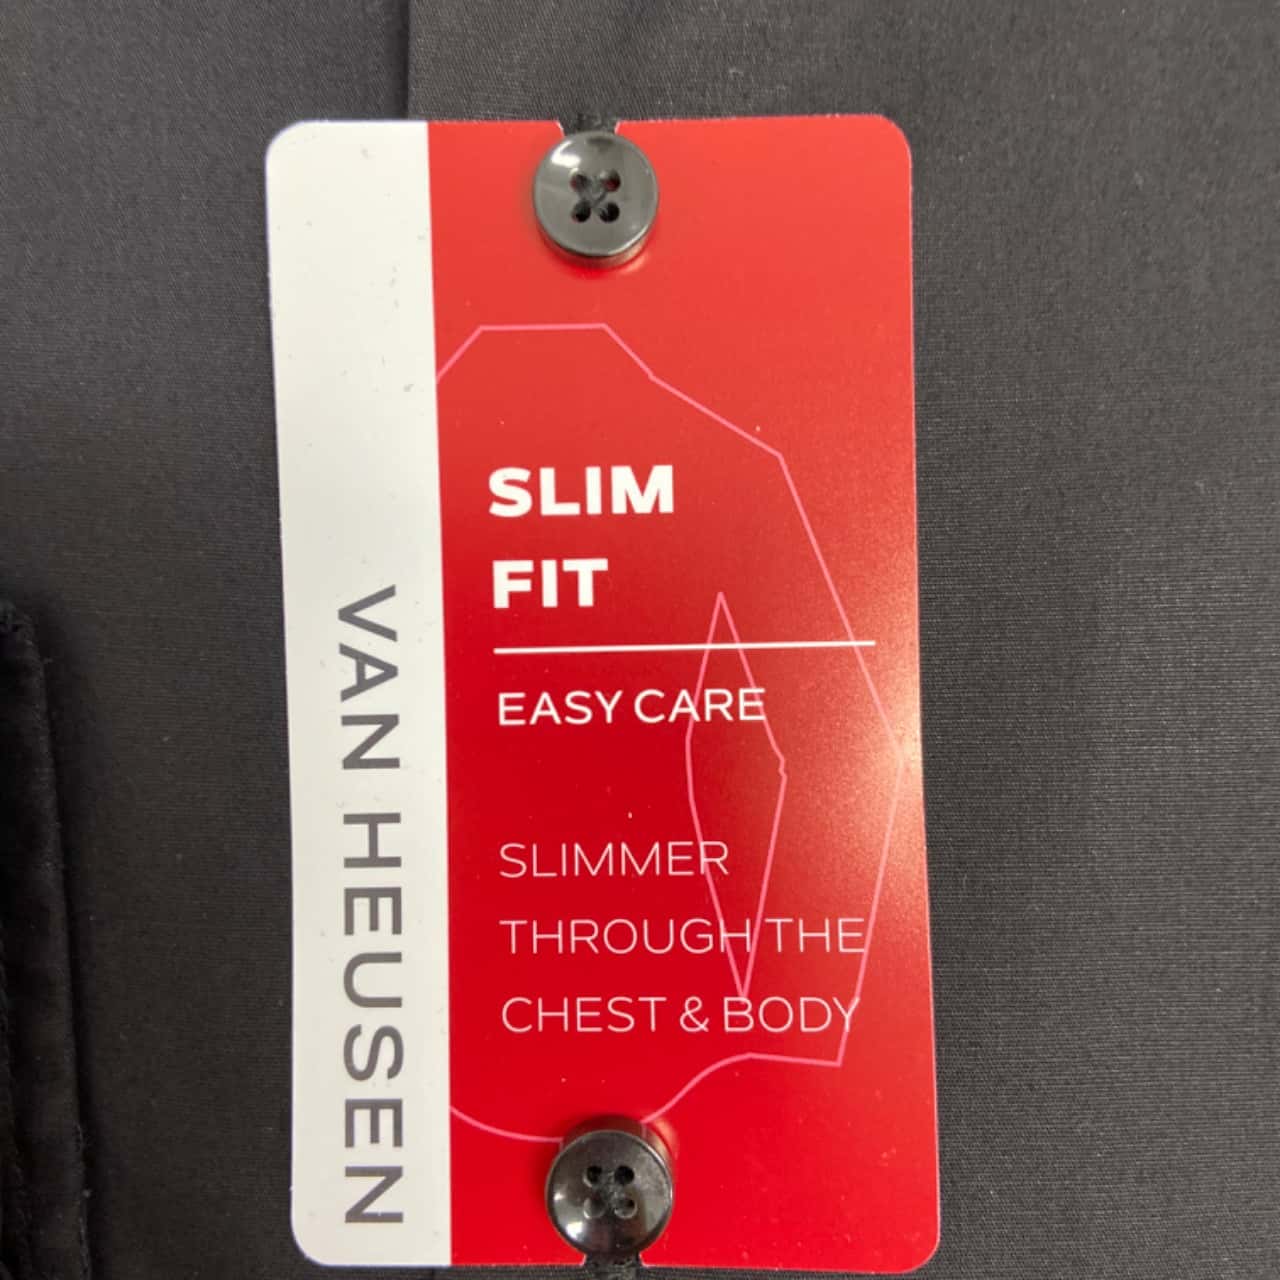 VAN HEUSEN
SLIM
FIT
EASY CARE
SLIMMER
THROUGH THE
CHEST & BODY